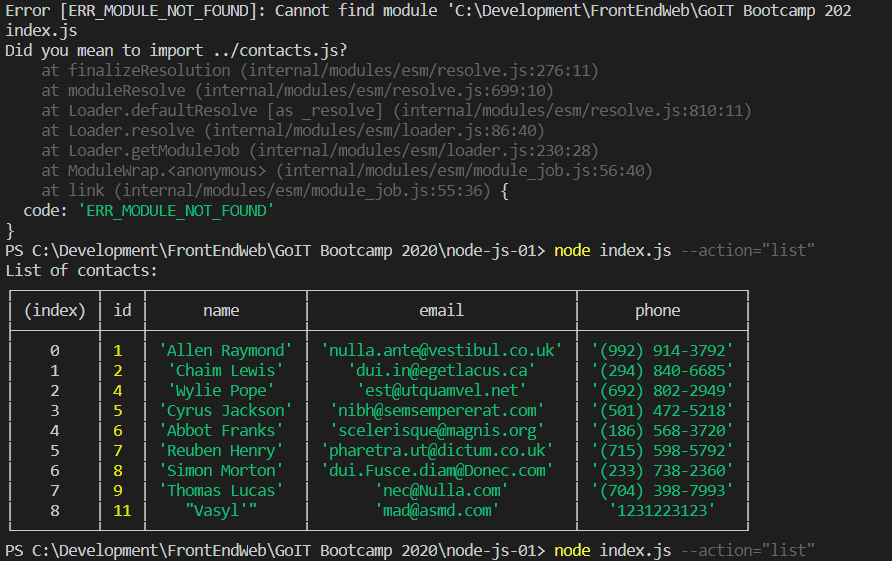 Error [ERR_MODULE_NOT_FOUND]: Cannot find module 'C:\Development\FrontEndWeb\GoIT Bootcamp 202
index.js
Did you mean to import ../contacts.js?
    at finalizeResolution (internal/modules/esm/resolve.js:276:11)
    at moduleResolve (internal/modules/esm/resolve.js:699:10)
    at Loader.defaultResolve [as _resolve] (internal/modules/esm/resolve.js:810:11)
    at Loader.resolve (internal/modules/esm/loader.js:86:40)
    at Loader.getModuleJob (internal/modules/esm/loader.js:230:28)
    at ModuleWrap.<anonymous> (internal/modules/esm/module_job.js:56:40)
    at link (internal/modules/esm/module_job.js:55:36) {
  code: 'ERR_MODULE_NOT_FOUND'
}
PS C:\Development\FrontEndWeb\GoIT Bootcamp 2020\node-js-01> node index.js --action="list"
List of contacts:
(index) id name email phone
0 1 'Allen Raymond' 'nulla.ante@vestibul.co.uk' '(992) 914-3792'
1 2 'Chaim Lewis' 'dui.in@egetlacus.ca' '(294) 840-6685'
2 4 'Wylie Pope' 'est@utquamvel.net' '(692) 802-2949'
3 5 'Cyrus Jackson' 'nibh@semsempererat.com' '(501) 472-5218'
4 6 'Abbot Franks' 'scelerisque@magnis.org' '(186) 568-3720'
5 7 'Reuben Henry' 'pharetra.ut@dictum.co.uk' '(715) 598-5792'
6 8 'Simon Morton' 'dui.Fusce.diam@Donec.com' '(233) 738-2360'
7 9 'Thomas Lucas' 'nec@Nulla.com' '(704) 398-7993'
8 11 "Vasyl'" 'mad@asmd.com' '1231223123'
PS C:\Development\FrontEndWeb\GoIT Bootcamp 2020\node-js-01> node index.js --action="list"